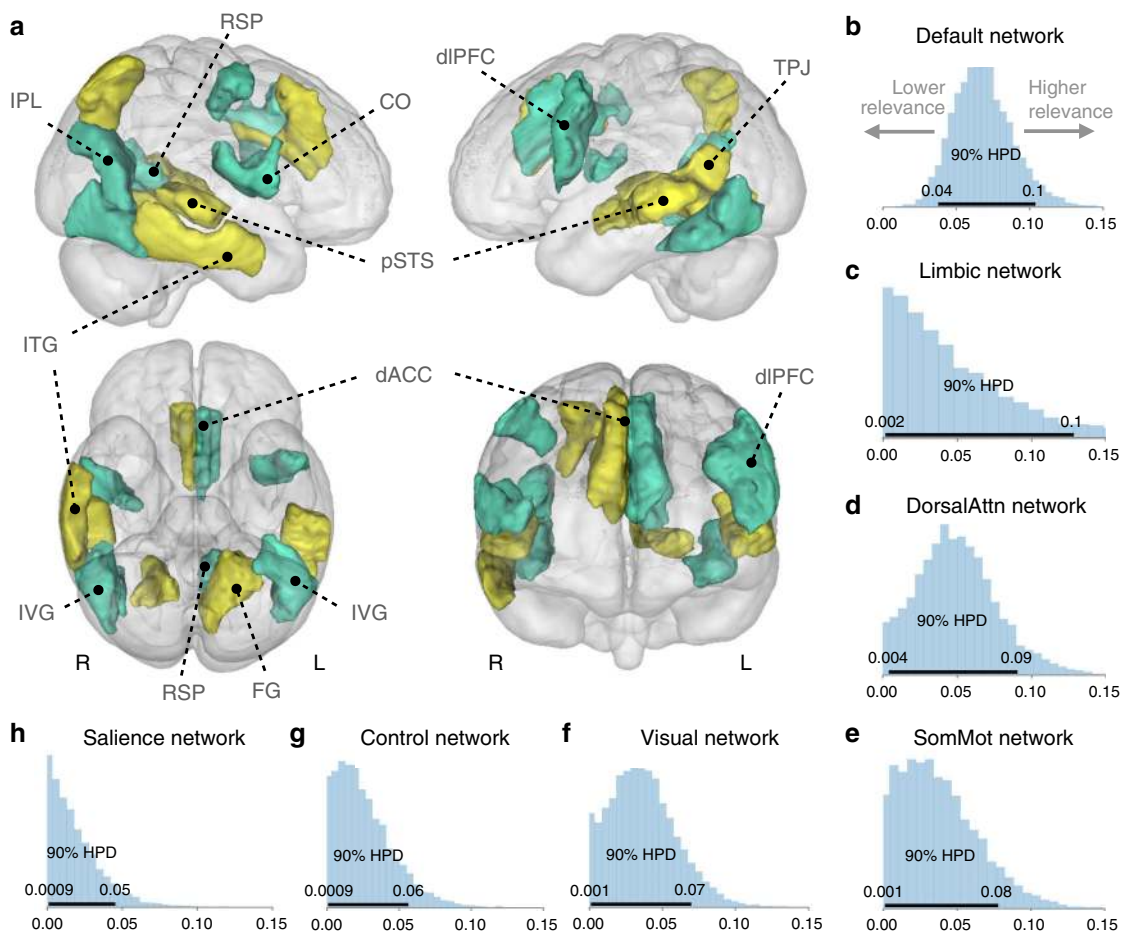 a
RSP
IPL
CO
dlPFC
TPJ
pSTS
ITG
dACC
dlPFC
IVG
IVG
R
L
RSP
FG
R
L
b
Default network
Lower
relevance
Higher
relevance
90% HPD
0.04
0.1
0.00 0.05 0.10 0.15
c
Limbic network
90% HPD
0.002
0.1
0.00 0.05 0.10 0.15
d
DorsalAttn network
90% HPD
0.004
0.09
0.00 0.05 0.10 0.15
h
Salience network
90% HPD
0.0009 0.05
0.00 0.05 0.10 0.15
g
Control network
90% HPD
0.0009 0.06
0.00 0.05 0.10 0.15
f
Visual network
90% HPD
0.001 0.07
0.00 0.05 0.10 0.15
e
SomMot network
90% HPD
0.001 0.08
0.00 0.05 0.10 0.15